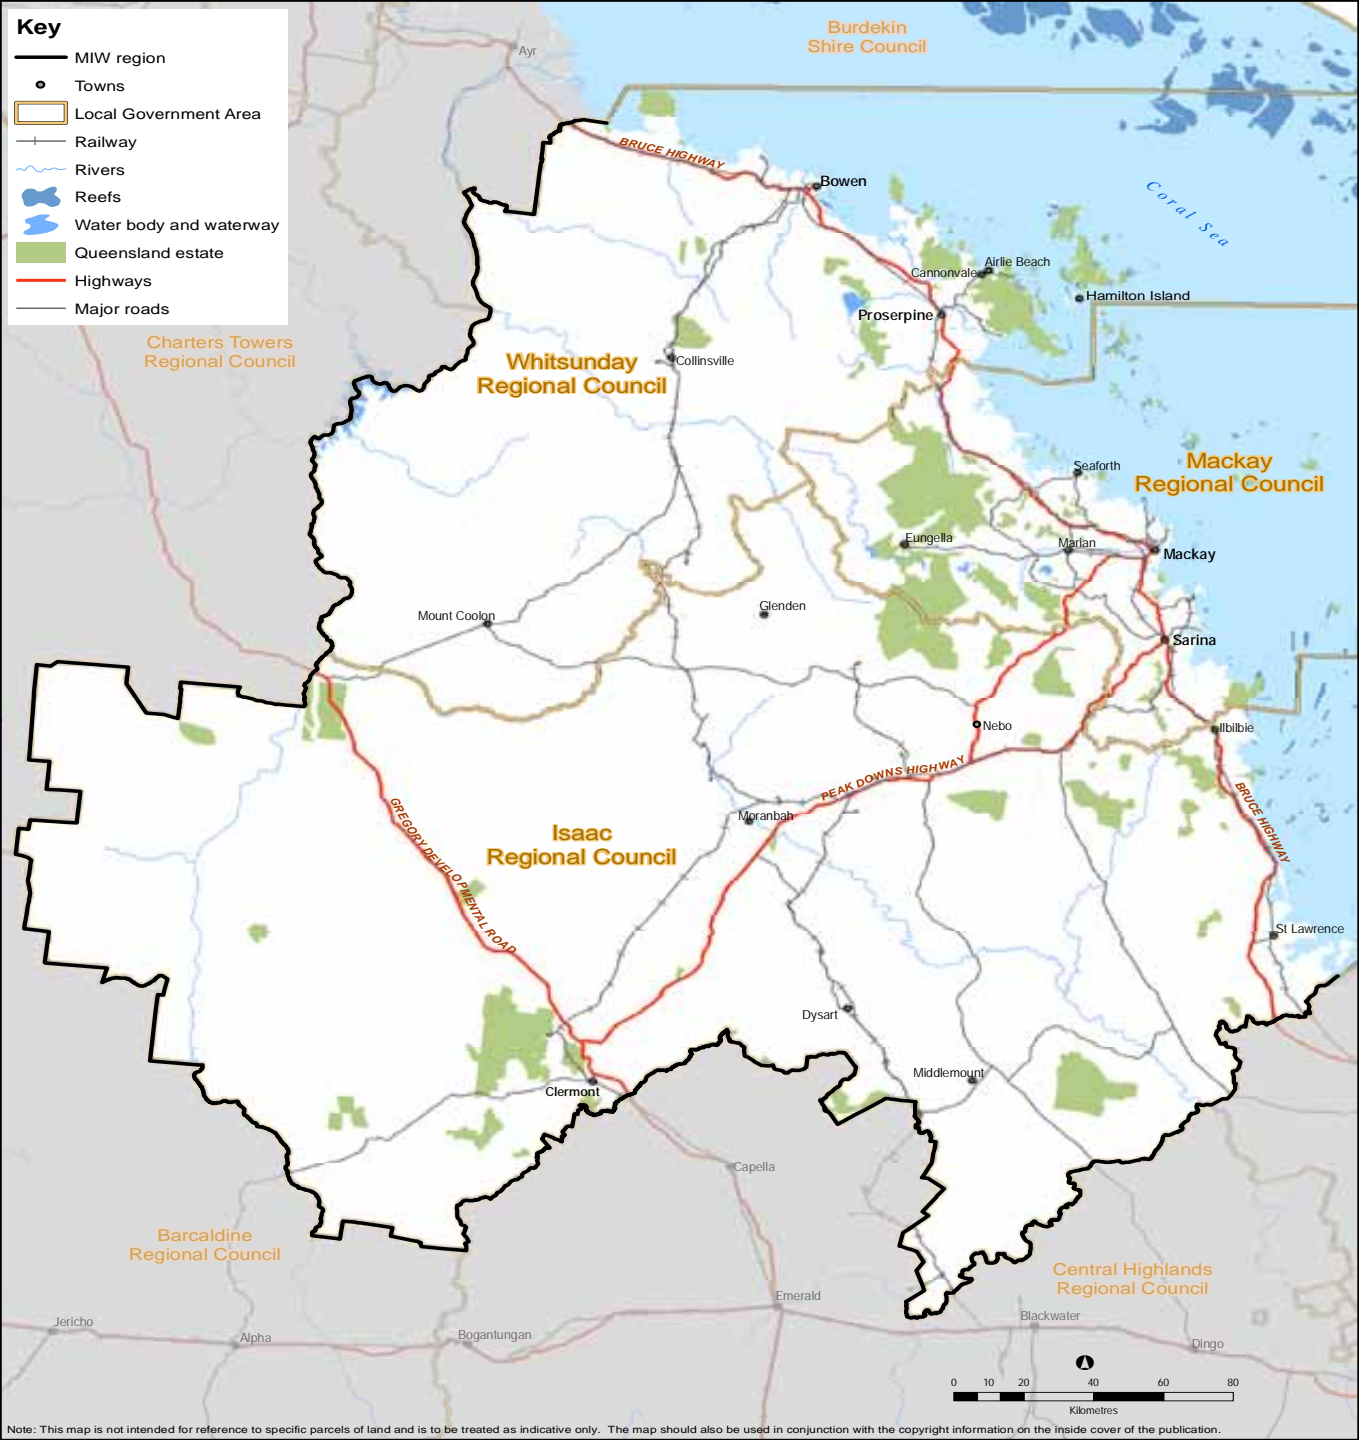 Key
MIW region
Towns
Local Government Area
Railway
Rivers
Reefs
Water body and waterway
Queensland estate
Highways
Major roads
Burdekin
Shire Council
Ayr
BRUCE HIGHWAY
Bowen
Coral Sea
Airlie Beach
Cannonvale
Hamilton Island
Proserpine
Charters Towers
Regional Council
Whitsunday
Regional Council
Collinsville
Mackay
Regional Council
Seaforth
Eungella
Marian
Mackay
Glenden
Mount Coolon
Sarina
Nebo
Ilbilbie
PEAK DOWNS HIGHWAY
BRUCE HIGHWAY
GREGORY DEVELOPMENTAL ROAD
Moranbah
Isaac
Regional Council
St Lawrence
Dysart
Middlemount
Clermont
Capella
Barcaldine
Regional Council
Central Highlands
Regional Council
Emerald
Blackwater
Jericho
Alpha
Bogantungan
Dingo
0 10 20 40 60 80
Kilometres
Note: This map is not intended for reference to specific parcels of land and is to be treated as indicative only. The map should also be used in conjunction with the copyright information on the inside cover of the publication.